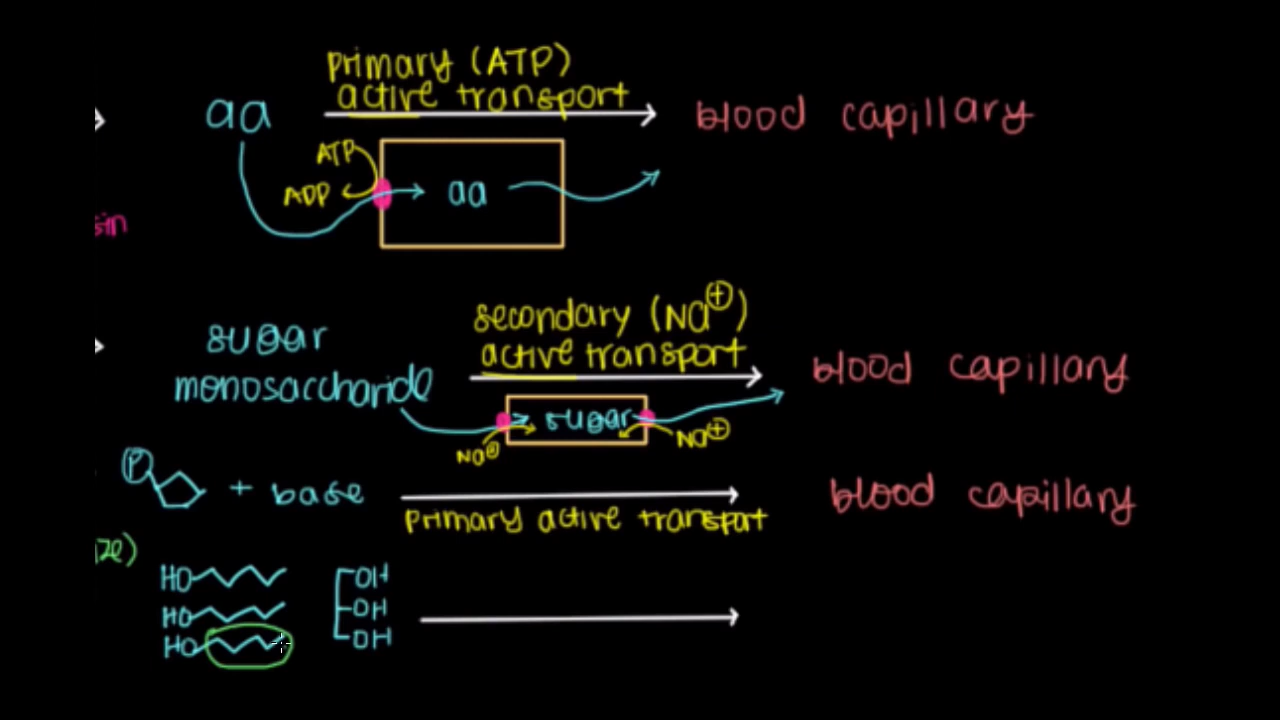 primary (ATP)
active transport
aa
blood capillary
ATP
ADP
aa
sin
secondary (Na⊕)
active transport
sugar
monosaccharide
blood capillary
sugar
Na⊕
Na⊕
P
+ base
blood capillary
primary active transport
HO
OH
HO
OH
HO
OH